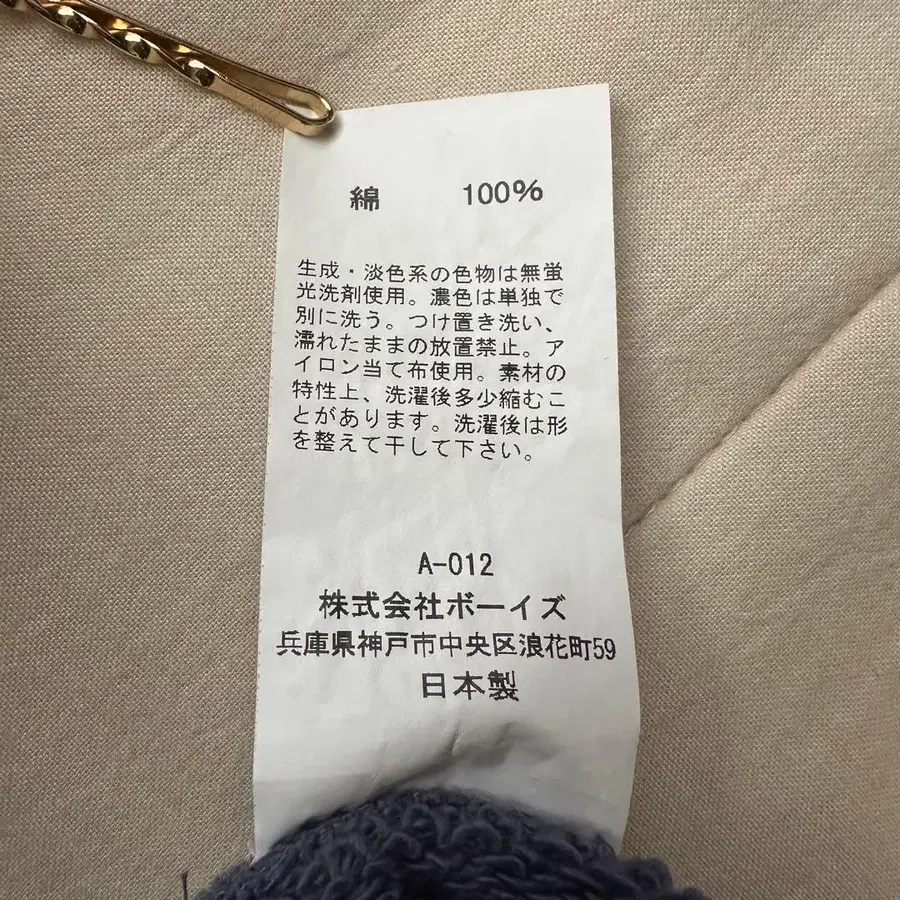 綿 100%
生成・淡色系の色物は無蛍
光洗剤使用。濃色は単独で
別に洗う。つけ置き洗い、
濡れたままの放置禁止。ア
イロン当て布使用。素材の
特性上、洗濯後多少縮むこ
とがあります。洗濯後は形
を整えて干して下さい。
A-012
株式会社ボーイズ
兵庫県神戸市中央区浪花町59
日本製